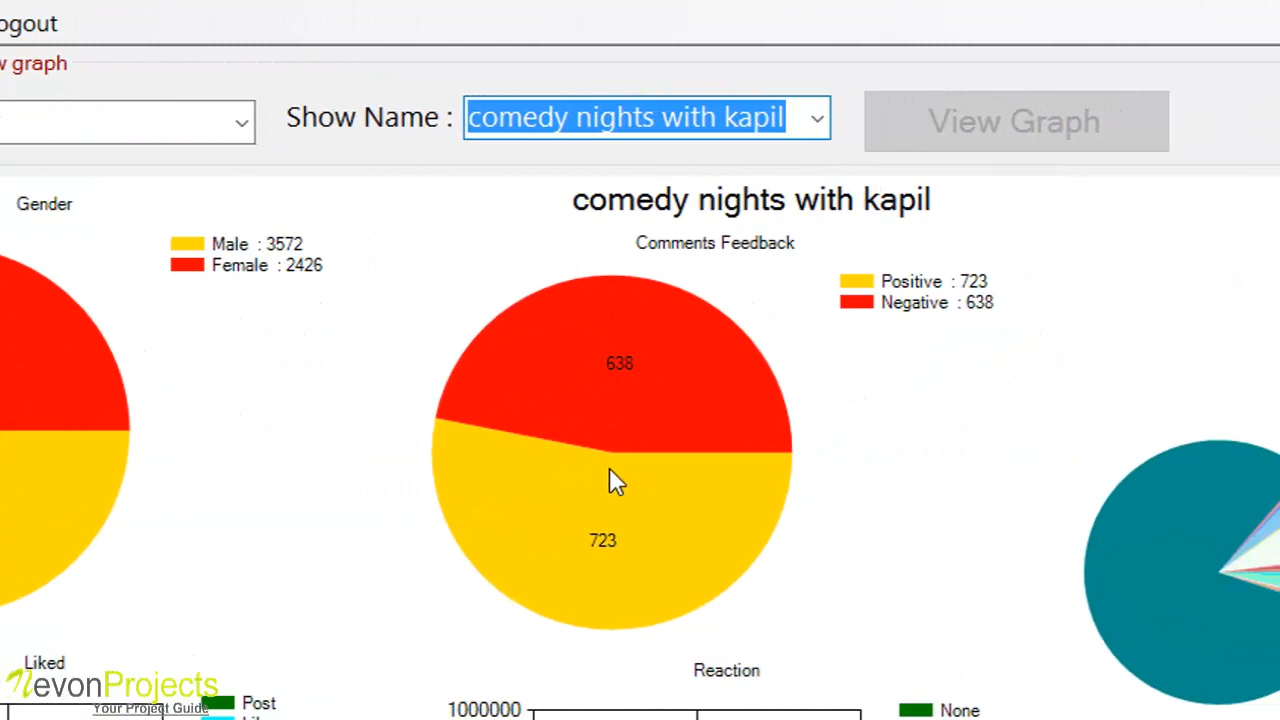 ogout
w graph
Show Name : comedy nights with kapil
View Graph
comedy nights with kapil
Gender
Male : 3572
Female : 2426
Comments Feedback
Positive : 723
Negative : 638
638
723
Liked
Post
Reaction
1000000
None
NevonProjects
Your Project Guide